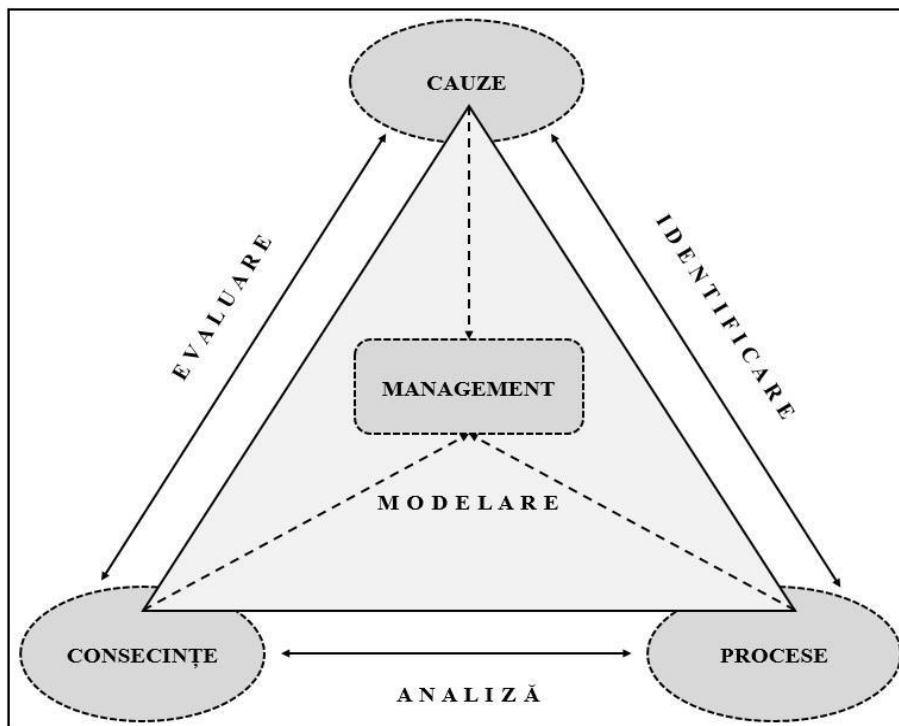 CAUZE
EVALUARE
IDENTIFICARE
MANAGEMENT
MODELARE
CONSECINȚE
PROCESE
ANALIZĂ